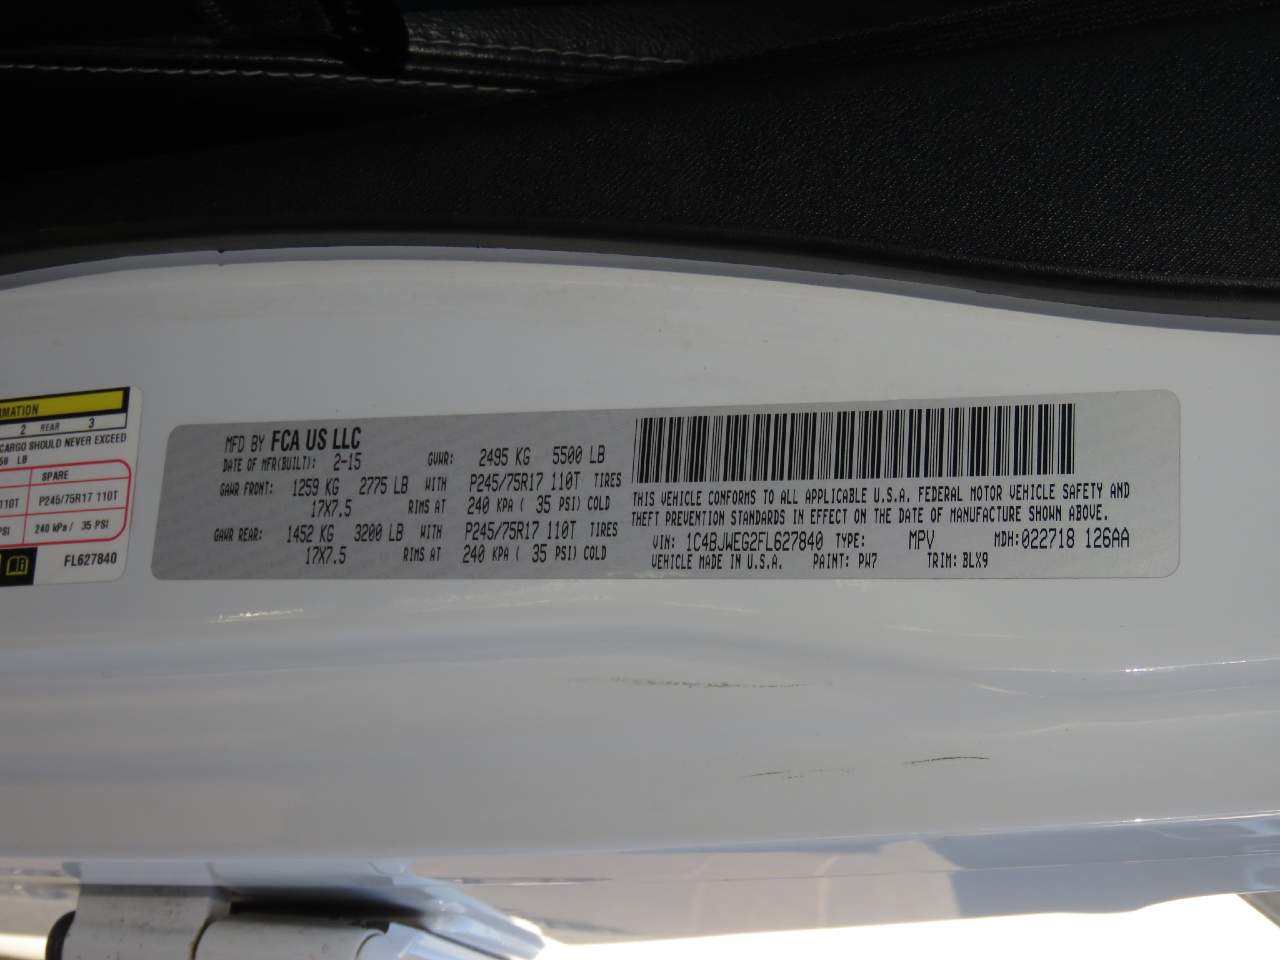 RMATION
2 REAR 3
CARGO SHOULD NEVER EXCEED
LB
SPARE
110T P245/75R17 110T
PSI 240 kPa / 35 PSI
FL627840
MFD BY FCA US LLC
DATE OF MFR(BUILT): 2-15 GVWR: 2495 KG 5500 LB
GAWR FRONT: 1259 KG 2775 LB WITH P245/75R17 110T TIRES
17X7.5 RIMS AT 240 KPA ( 35 PSI) COLD
GAWR REAR: 1452 KG 3200 LB WITH P245/75R17 110T TIRES
17X7.5 RIMS AT 240 KPA ( 35 PSI) COLD
THIS VEHICLE CONFORMS TO ALL APPLICABLE U.S.A. FEDERAL MOTOR VEHICLE SAFETY AND
THEFT PREVENTION STANDARDS IN EFFECT ON THE DATE OF MANUFACTURE SHOWN ABOVE.
VIN: 1C4BJWEG2FL627840 TYPE: MPV MDH:022718 126AA
VEHICLE MADE IN U.S.A. PAINT: PW7 TRIM: BLX9